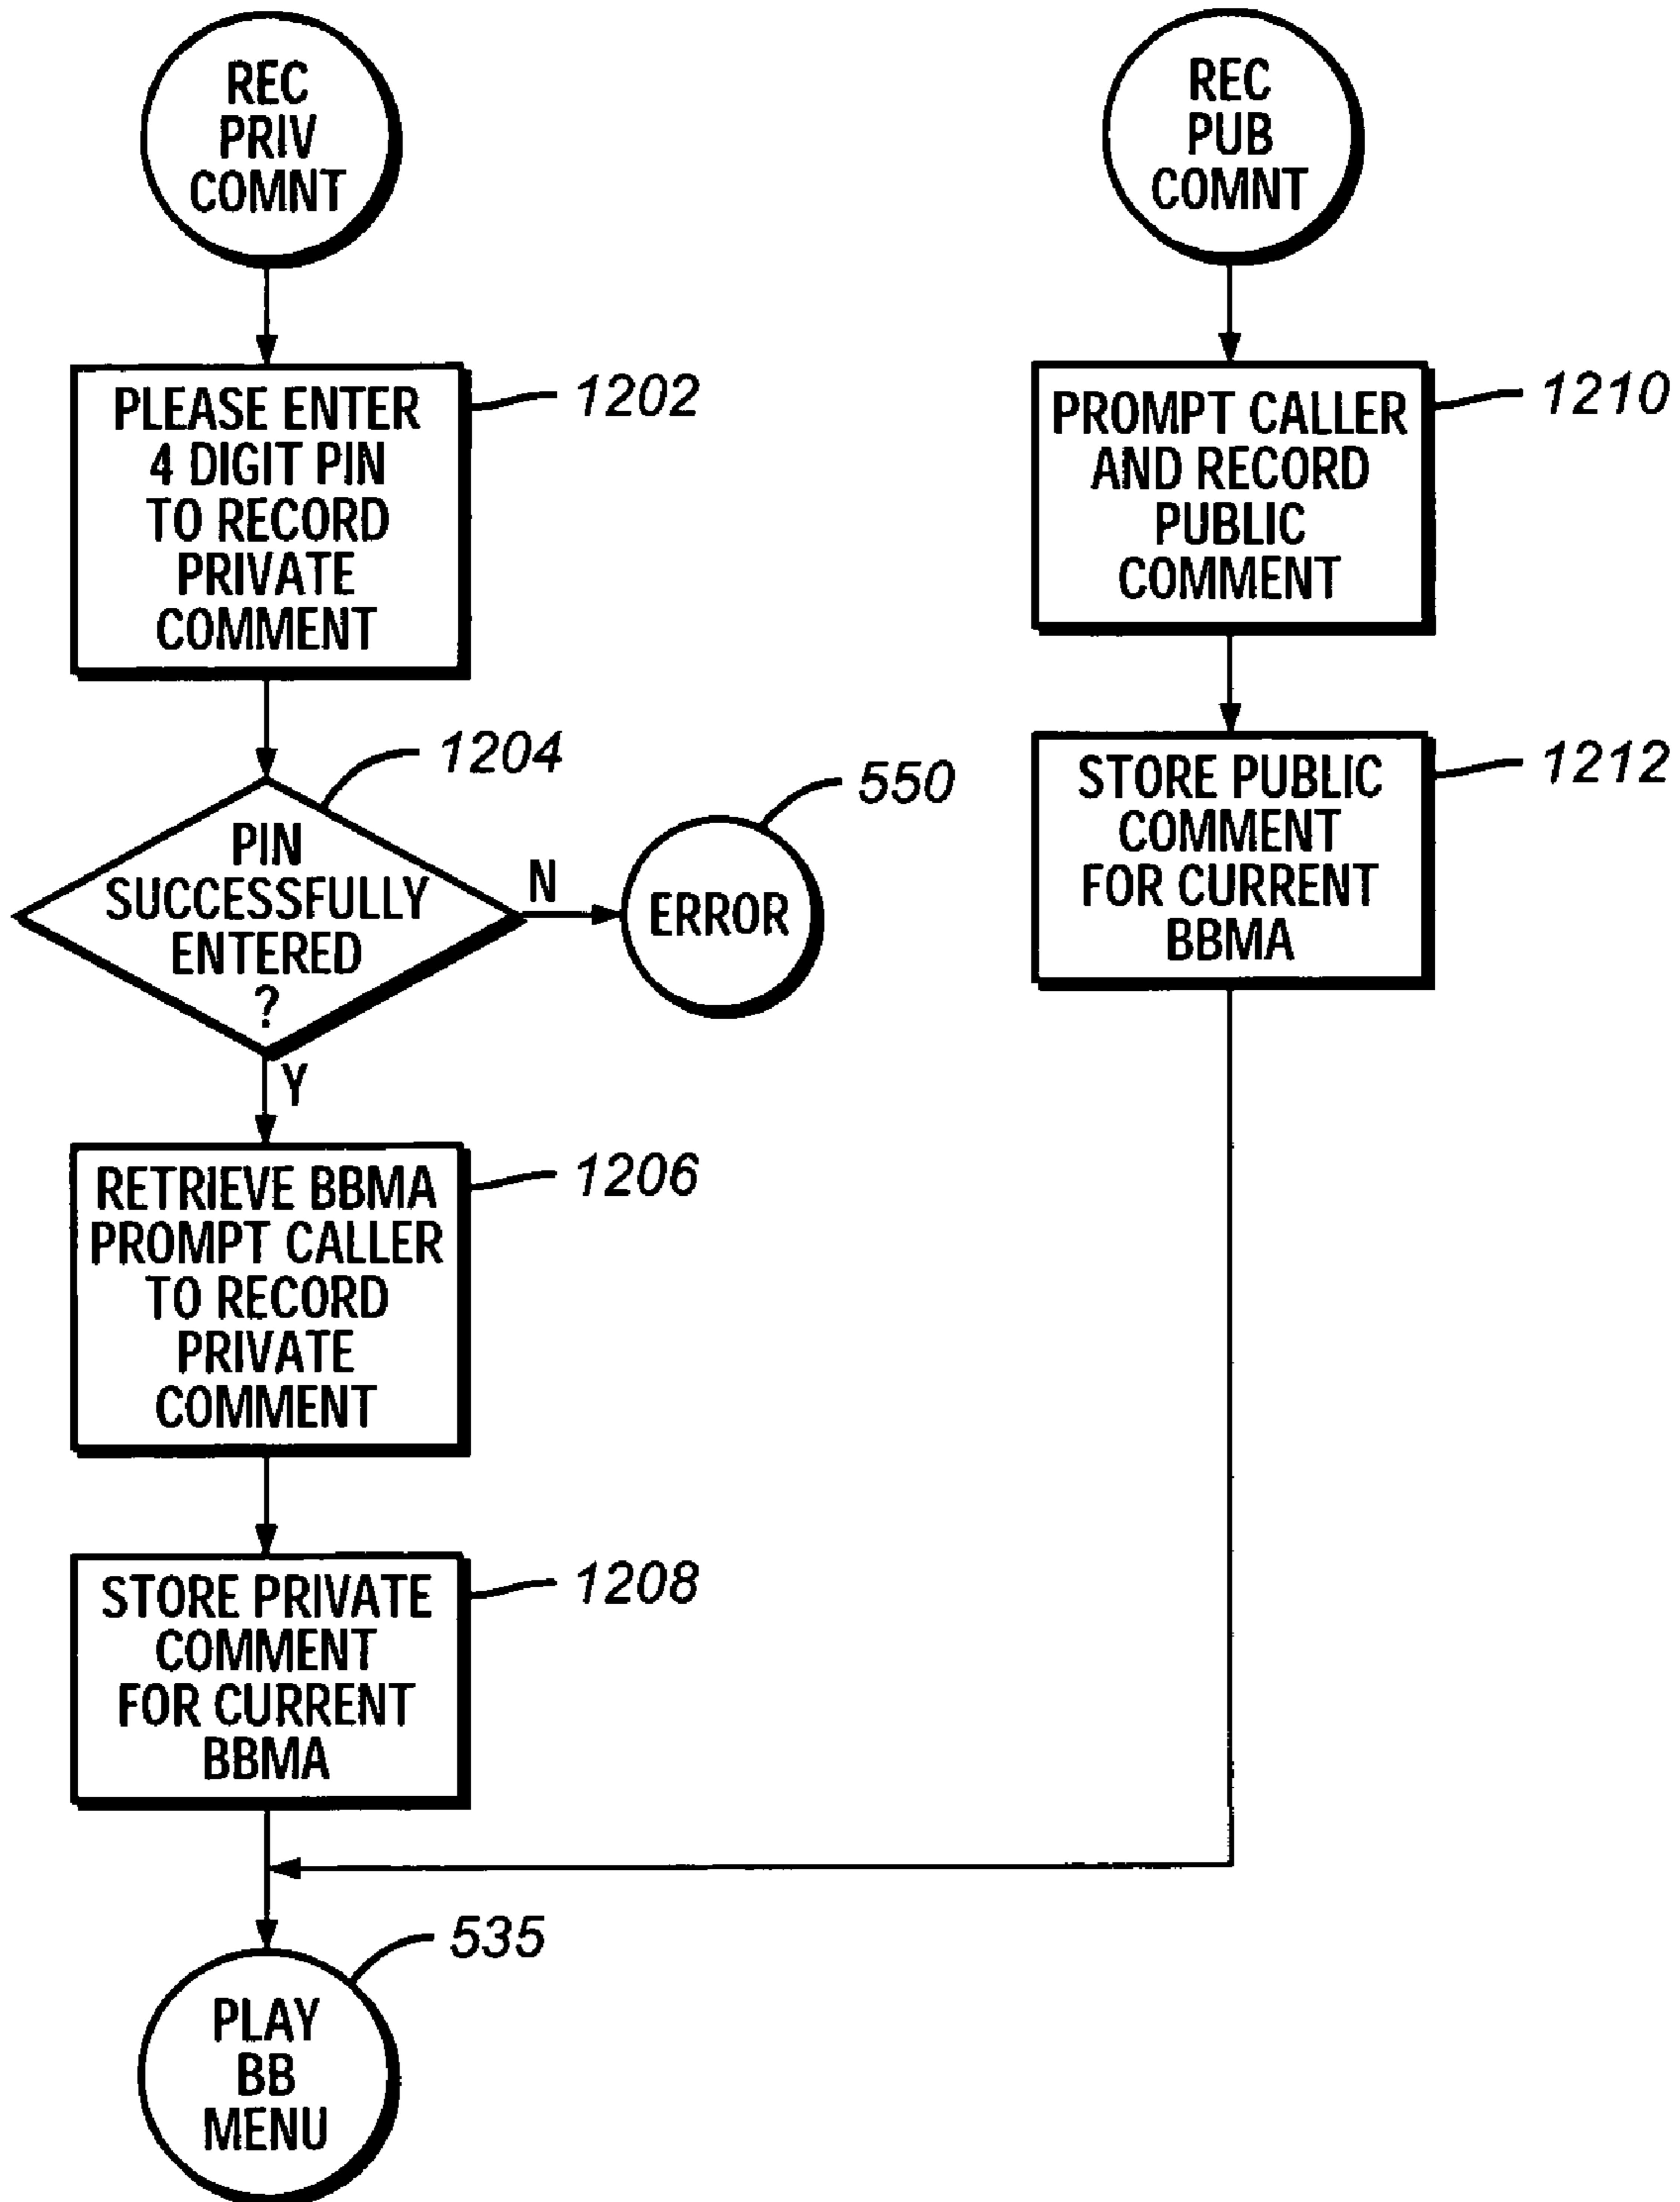 REC
PRIV
COMNT
PLEASE ENTER
4 DIGIT PIN
TO RECORD
PRIVATE
COMMENT
1202
PIN
SUCCESSFULLY
ENTERED
?
1204
N
ERROR
550
Y
RETRIEVE BBMA
PROMPT CALLER
TO RECORD
PRIVATE
COMMENT
1206
STORE PRIVATE
COMMENT
FOR CURRENT
BBMA
1208
PLAY
BB
MENU
535
REC
PUB
COMNT
PROMPT CALLER
AND RECORD
PUBLIC
COMMENT
1210
STORE PUBLIC
COMMENT
FOR CURRENT
BBMA
1212